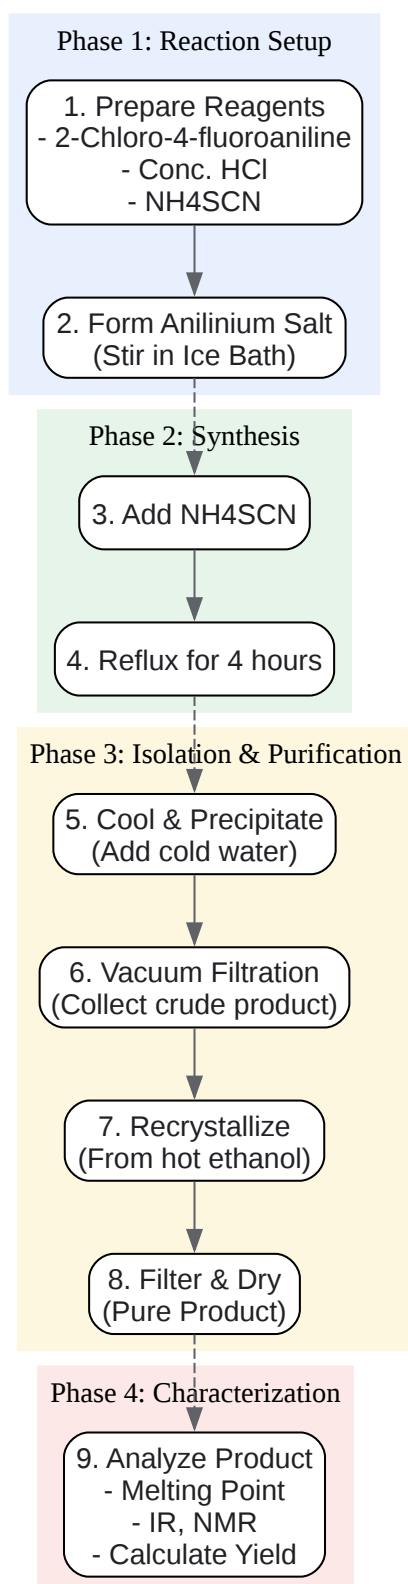 Phase 1: Reaction Setup
1. Prepare Reagents
- 2-Chloro-4-fluoroaniline
- Conc. HCl
- NH4SCN
2. Form Anilinium Salt
(Stir in Ice Bath)
Phase 2: Synthesis
3. Add NH4SCN
4. Reflux for 4 hours
Phase 3: Isolation & Purification
5. Cool & Precipitate
(Add cold water)
6. Vacuum Filtration
(Collect crude product)
7. Recrystallize
(From hot ethanol)
8. Filter & Dry
(Pure Product)
Phase 4: Characterization
9. Analyze Product
- Melting Point
- IR, NMR
- Calculate Yield